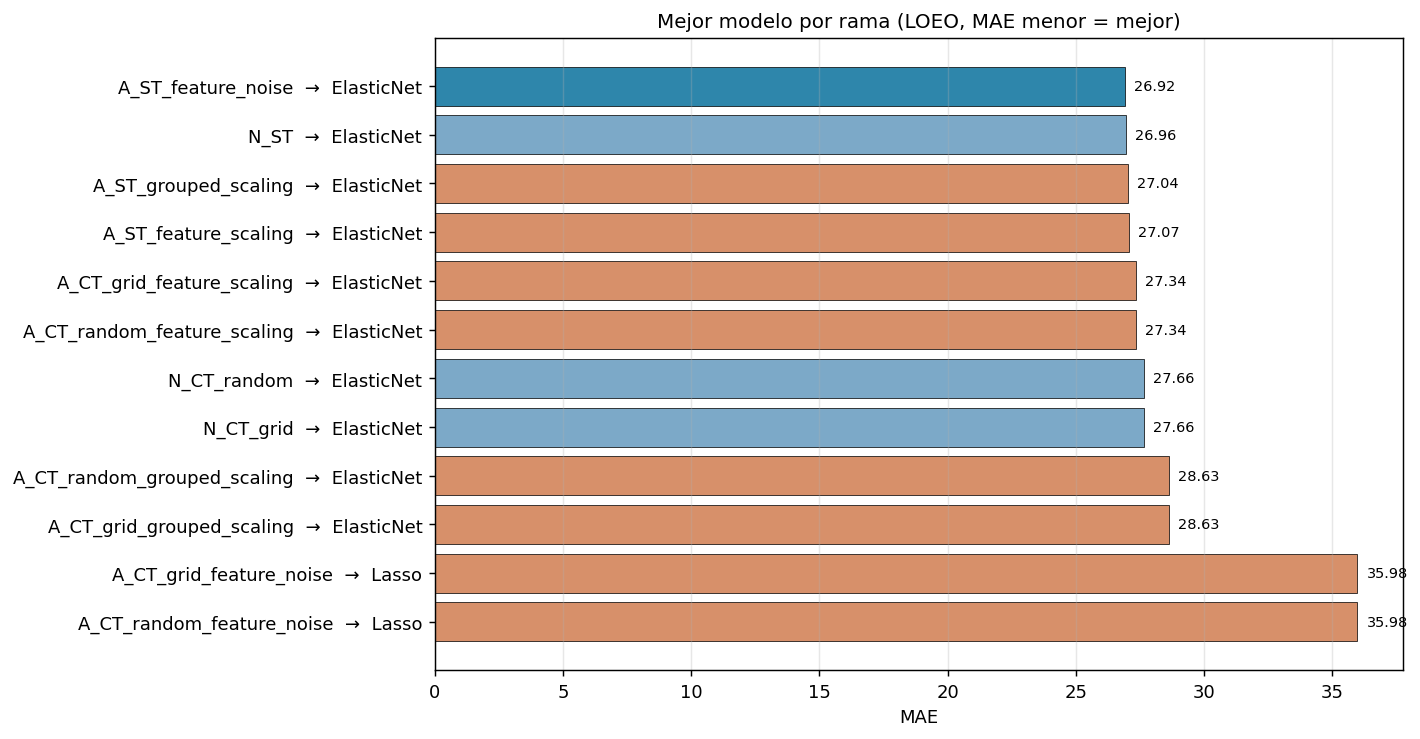 Mejor modelo por rama (LOEO, MAE menor = mejor)
A_ST_feature_noise → ElasticNet 26.92
N_ST → ElasticNet 26.96
A_ST_grouped_scaling → ElasticNet 27.04
A_ST_feature_scaling → ElasticNet 27.07
A_CT_grid_feature_scaling → ElasticNet 27.34
A_CT_random_feature_scaling → ElasticNet 27.34
N_CT_random → ElasticNet 27.66
N_CT_grid → ElasticNet 27.66
A_CT_random_grouped_scaling → ElasticNet 28.63
A_CT_grid_grouped_scaling → ElasticNet 28.63
A_CT_grid_feature_noise → Lasso 35.98
A_CT_random_feature_noise → Lasso 35.98
0 5 10 15 20 25 30 35
MAE